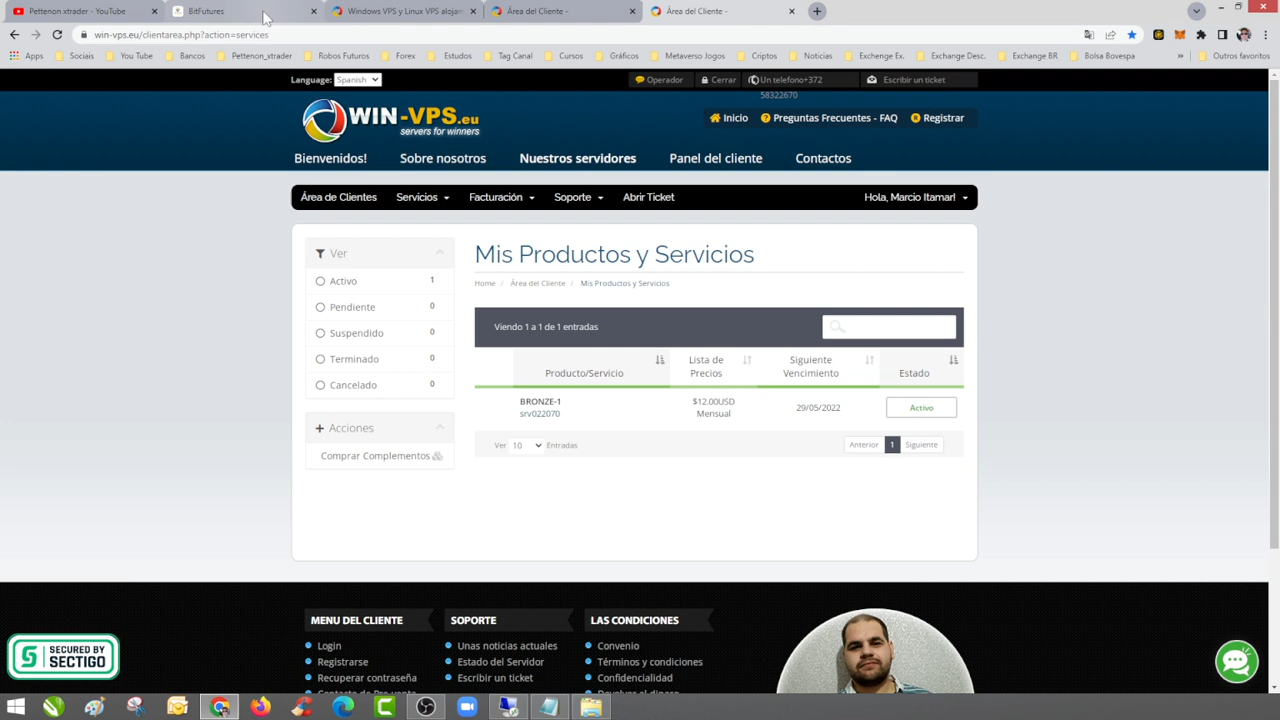 Pettenon xtrader - YouTube
BitFutures
Windows VPS y Linux VPS alojam
Área del Cliente -
Área del Cliente -
win-vps.eu/clientarea.php?action=services
Apps
Sociais
You Tube
Bancos
Pettenon_xtrader
Robos Futuros
Forex
Estudos
Tag Canal
Cursos
Gráficos
Metaverso Jogos
Criptos
Noticias
Exchange Ex.
Exchange Desc.
Exchange BR
Bolsa Bovespa
Outros favoritos
Language: Spanish
Operador
Cerrar
Un telefono+372
58322670
Escribir un ticket
WIN-VPS.eu
servers for winners
Inicio
Preguntas Frecuentes - FAQ
Registrar
Bienvenidos!
Sobre nosotros
Nuestros servidores
Panel del cliente
Contactos
Área de Clientes
Servicios
Facturación
Soporte
Abrir Ticket
Hola, Marcio Itamar!
Ver
Activo 1
Pendiente 0
Suspendido 0
Terminado 0
Cancelado 0
Acciones
Comprar Complementos
Mis Productos y Servicios
Home / Área del Cliente / Mis Productos y Servicios
Viendo 1 a 1 de 1 entradas
Producto/Servicio
Lista de
Precios
Siguiente
Vencimiento
Estado
BRONZE-1
srv022070
$12.00USD
Mensual
29/05/2022
Activo
Ver 10 Entradas
Anterior 1 Siguiente
MENU DEL CLIENTE
Login
Registrarse
Recuperar contraseña
Contacto de Pre-venta
SOPORTE
Unas noticias actuales
Estado del Servidor
Escribir un ticket
LAS CONDICIONES
Convenio
Términos y condiciones
Confidencialidad
Devolver el dinero
SECURED BY
SECTIGO